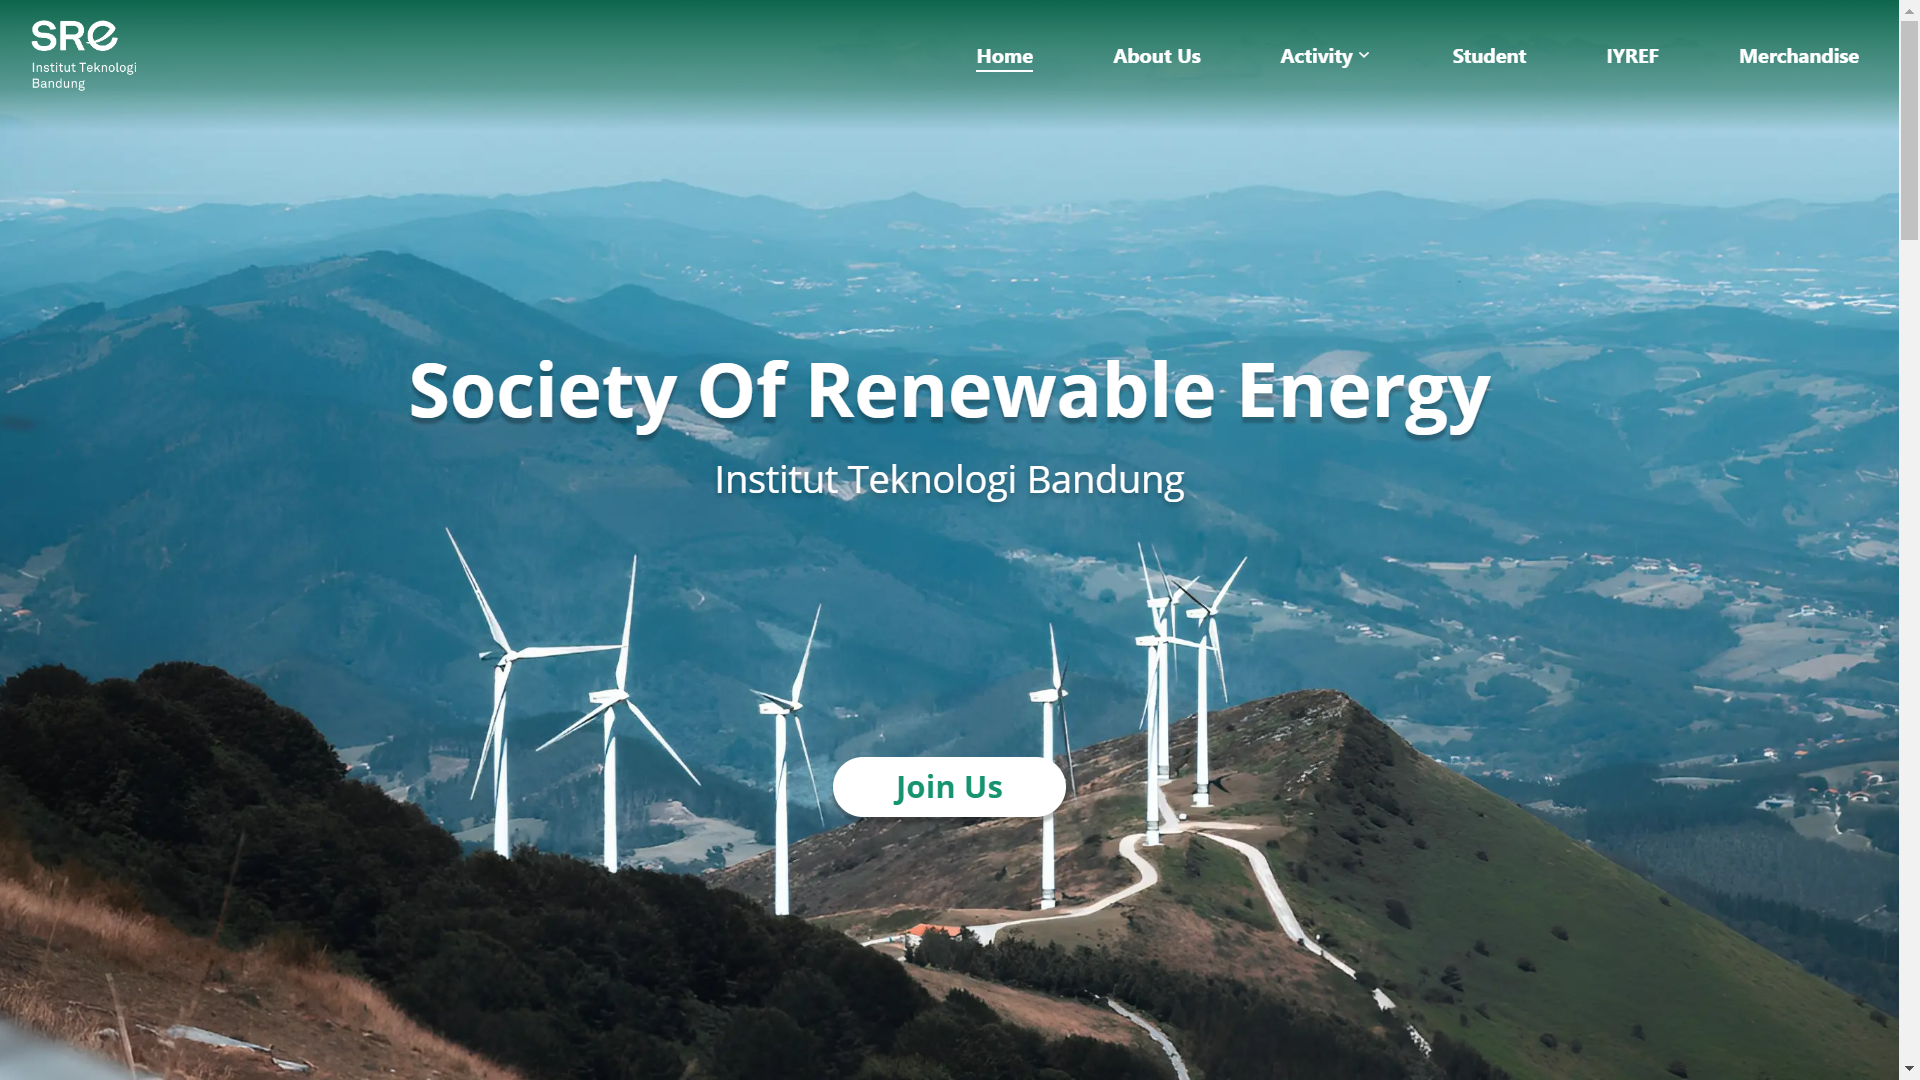 SRe
Institut Teknologi
Bandung
Home
About Us
Activity
Student
IYREF
Merchandise
Society Of Renewable Energy
Institut Teknologi Bandung
Join Us